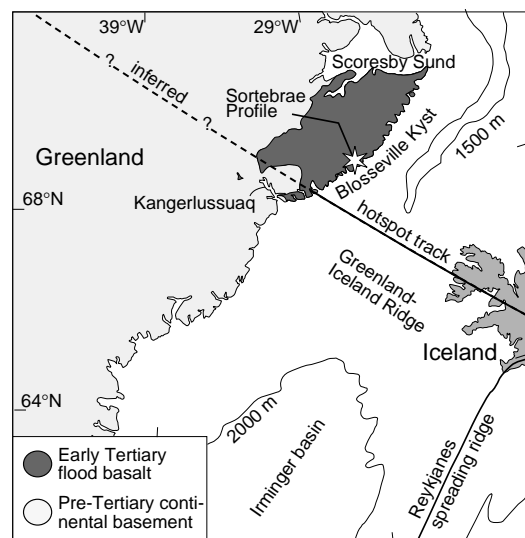 39°W
29°W
Scoresby Sund
inferred
?
?
Sortebrae
Profile
Blosseville Kyst
1500 m
Greenland
Kangerlussuaq
68°N
hotspot track
Greenland-
Iceland Ridge
Iceland
64°N
2000 m
Irminger basin
Reykjanes
spreading ridge
Early Tertiary
flood basalt
Pre-Tertiary conti-
nental basement